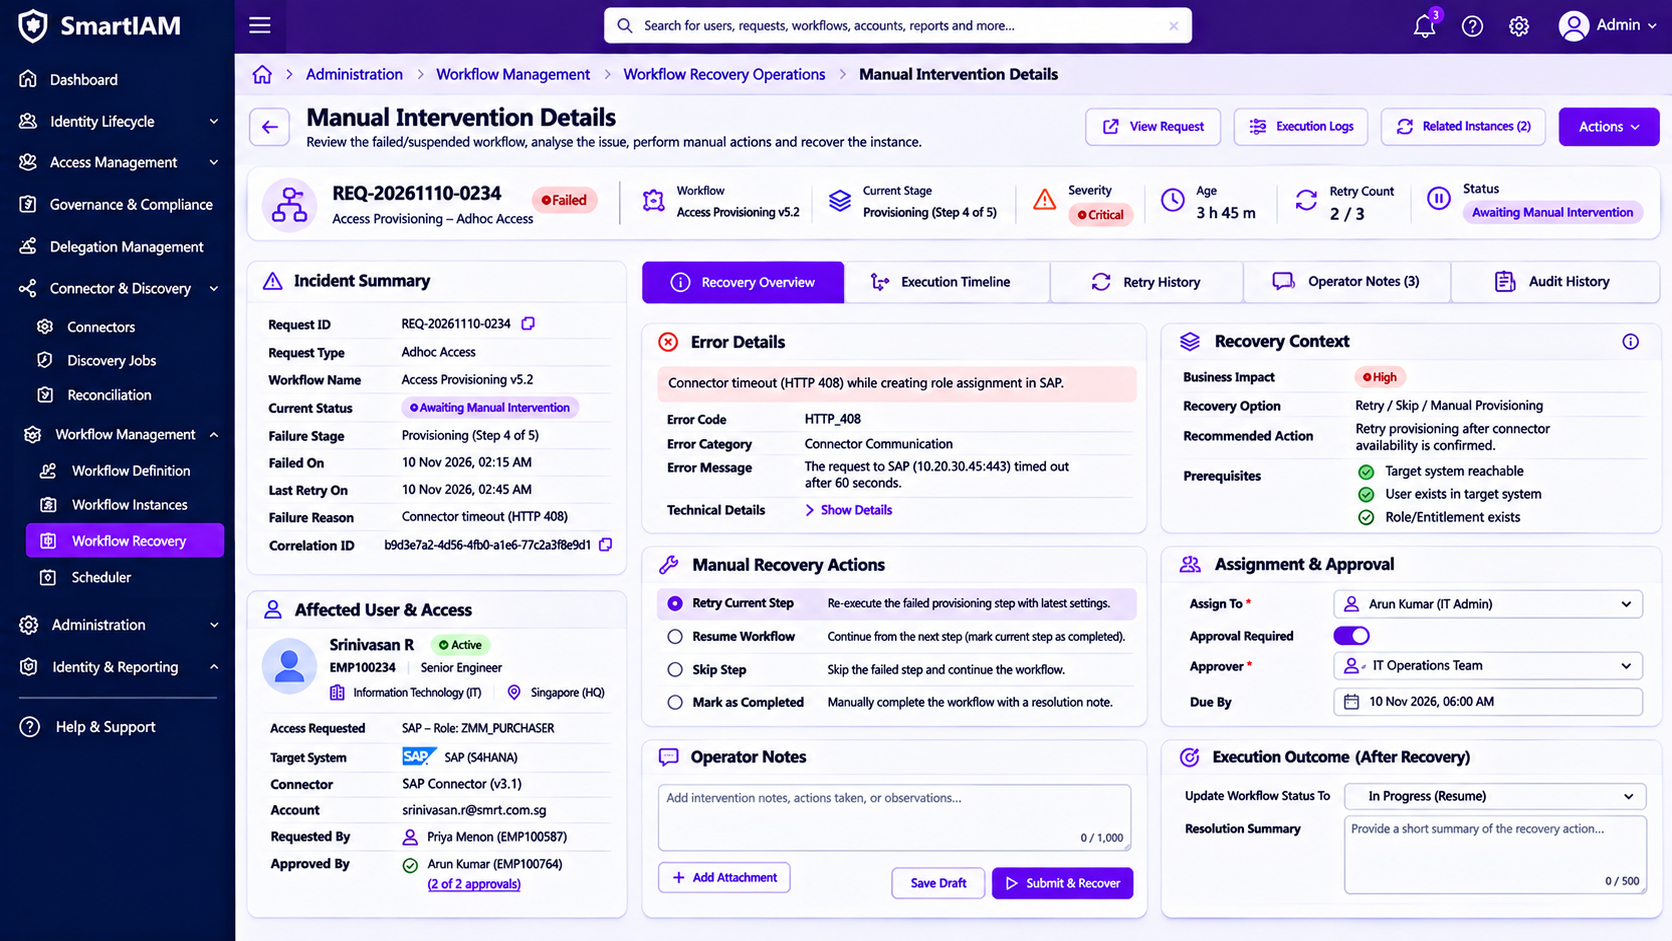 SmartIAM
Search for users, requests, workflows, accounts, reports and more...
3
Admin
Dashboard
Identity Lifecycle
Access Management
Governance & Compliance
Delegation Management
Connector & Discovery
Connectors
Discovery Jobs
Reconciliation
Workflow Management
Workflow Definition
Workflow Instances
Workflow Recovery
Scheduler
Administration
Identity & Reporting
Help & Support
Administration > Workflow Management > Workflow Recovery Operations > Manual Intervention Details
Manual Intervention Details
Review the failed/suspended workflow, analyse the issue, perform manual actions and recover the instance.
View Request
Execution Logs
Related Instances (2)
Actions
REQ-20261110-0234
Failed
Access Provisioning – Adhoc Access
Workflow
Access Provisioning v5.2
Current Stage
Provisioning (Step 4 of 5)
Severity
Critical
Age
3 h 45 m
Retry Count
2 / 3
Status
Awaiting Manual Intervention
Incident Summary
Request ID REQ-20261110-0234
Request Type Adhoc Access
Workflow Name Access Provisioning v5.2
Current Status Awaiting Manual Intervention
Failure Stage Provisioning (Step 4 of 5)
Failed On 10 Nov 2026, 02:15 AM
Last Retry On 10 Nov 2026, 02:45 AM
Failure Reason Connector timeout (HTTP 408)
Correlation ID b9d3e7a2-4d56-4fb0-a1e6-77c2a3f8e9d1
Affected User & Access
Srinivasan R Active
EMP100234 Senior Engineer
Information Technology (IT) Singapore (HQ)
Access Requested SAP – Role: ZMM_PURCHASER
Target System SAP SAP (S4HANA)
Connector SAP Connector (v3.1)
Account srinivasan.r@smrt.com.sg
Requested By Priya Menon (EMP100587)
Approved By Arun Kumar (EMP100764)
(2 of 2 approvals)
Recovery Overview
Execution Timeline
Retry History
Operator Notes (3)
Audit History
Error Details
Connector timeout (HTTP 408) while creating role assignment in SAP.
Error Code HTTP_408
Error Category Connector Communication
Error Message The request to SAP (10.20.30.45:443) timed out
after 60 seconds.
Technical Details > Show Details
Recovery Context
Business Impact High
Recovery Option Retry / Skip / Manual Provisioning
Recommended Action Retry provisioning after connector
availability is confirmed.
Prerequisites Target system reachable
User exists in target system
Role/Entitlement exists
Manual Recovery Actions
Retry Current Step Re-execute the failed provisioning step with latest settings.
Resume Workflow Continue from the next step (mark current step as completed).
Skip Step Skip the failed step and continue the workflow.
Mark as Completed Manually complete the workflow with a resolution note.
Assignment & Approval
Assign To * Arun Kumar (IT Admin)
Approval Required
Approver * IT Operations Team
Due By 10 Nov 2026, 06:00 AM
Operator Notes
Add intervention notes, actions taken, or observations...
0 / 1,000
+ Add Attachment
Save Draft
Submit & Recover
Execution Outcome (After Recovery)
Update Workflow Status To In Progress (Resume)
Resolution Summary Provide a short summary of the recovery action...
0 / 500